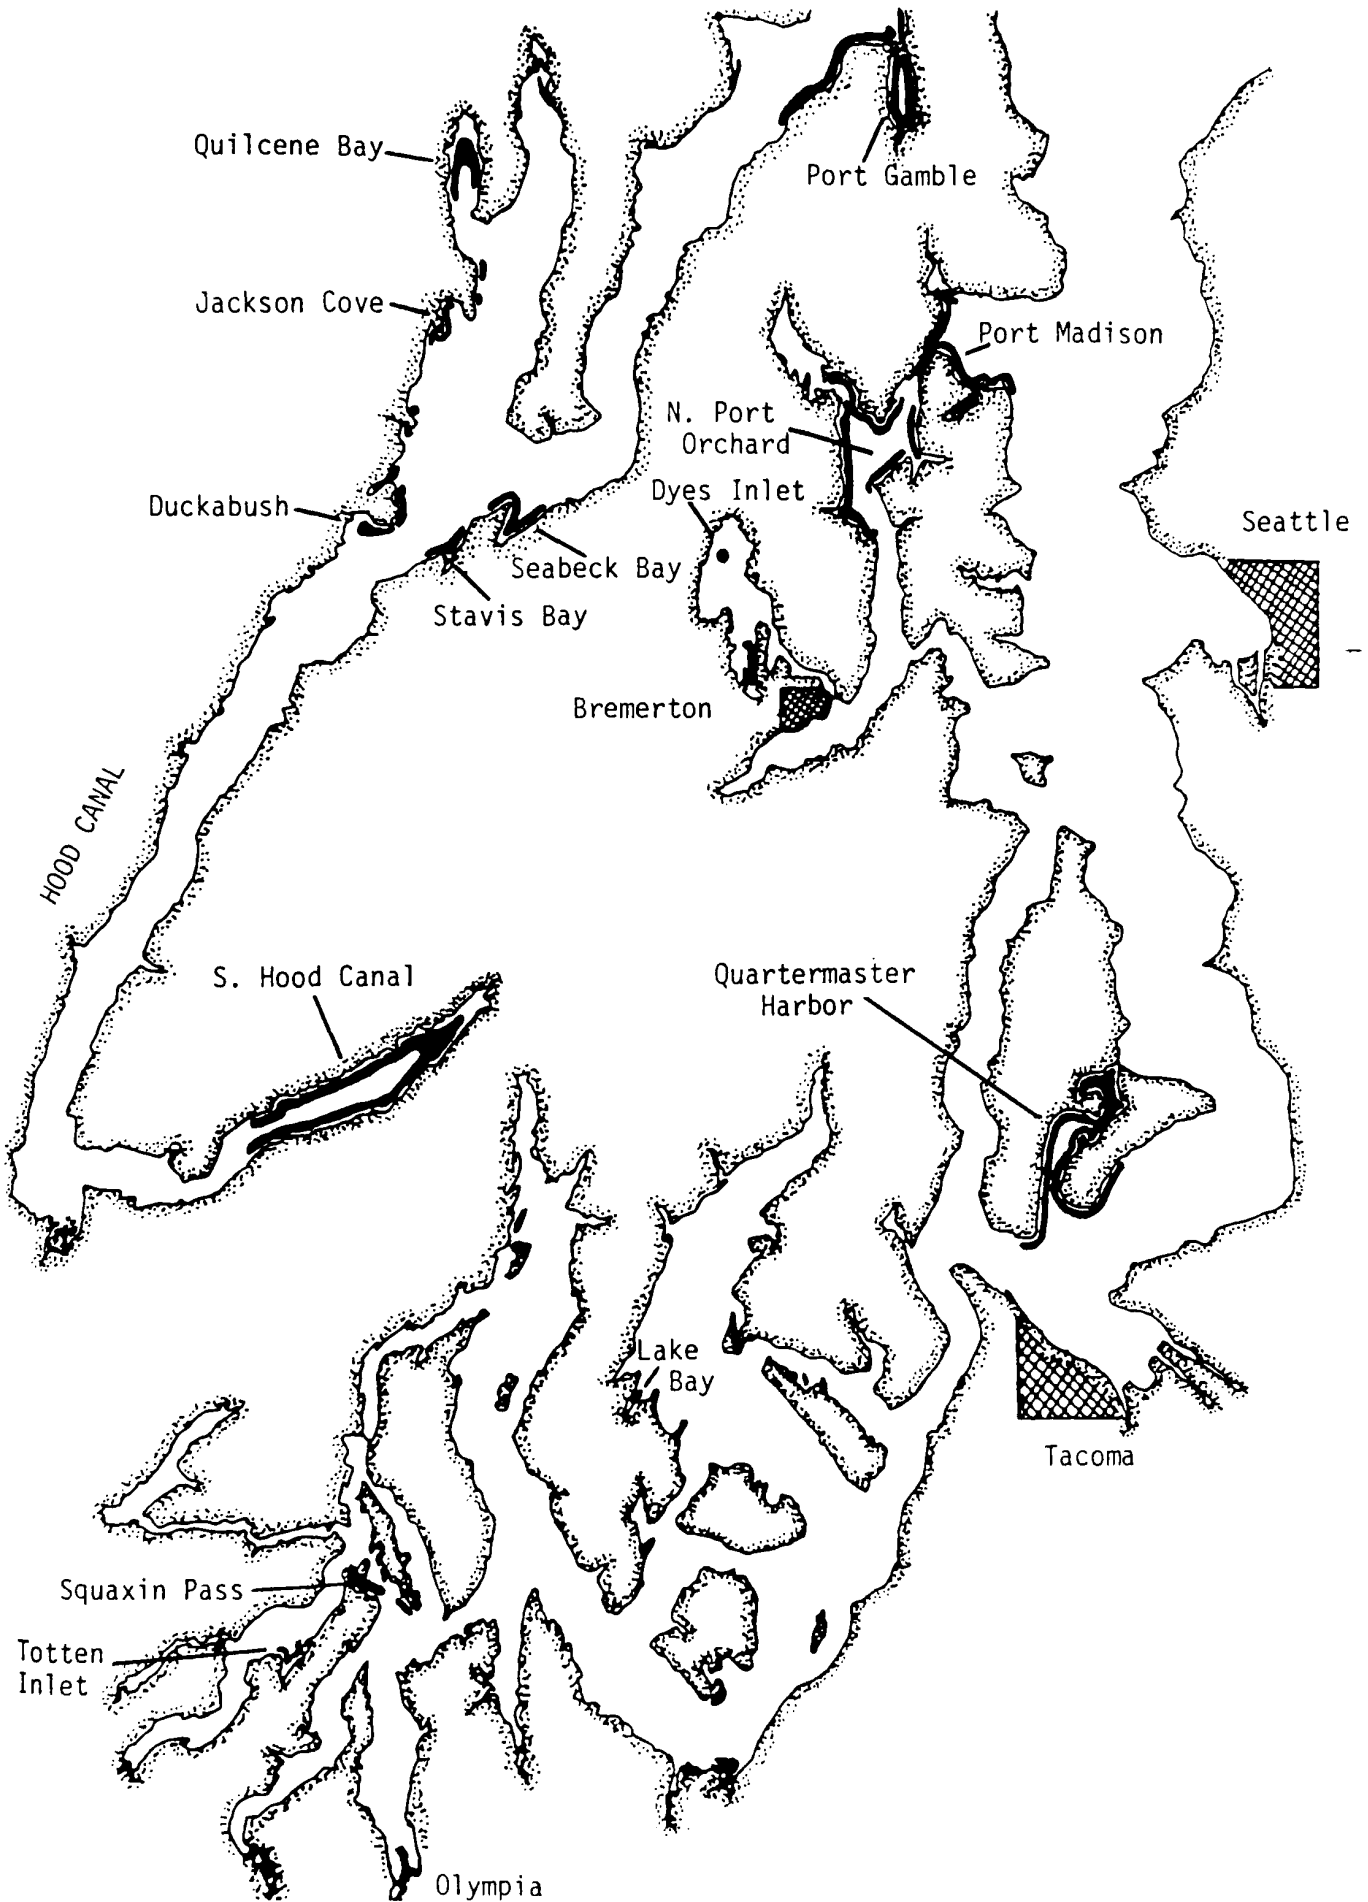 Quilcene Bay
Port Gamble
Jackson Cove
Port Madison
N. Port
Orchard
Dyes Inlet
Duckabush
Seattle
Seabeck Bay
Stavis Bay
Bremerton
HOOD CANAL
S. Hood Canal
Quartermaster
Harbor
Lake
Bay
Tacoma
Squaxin Pass
Totten
Inlet
Olympia